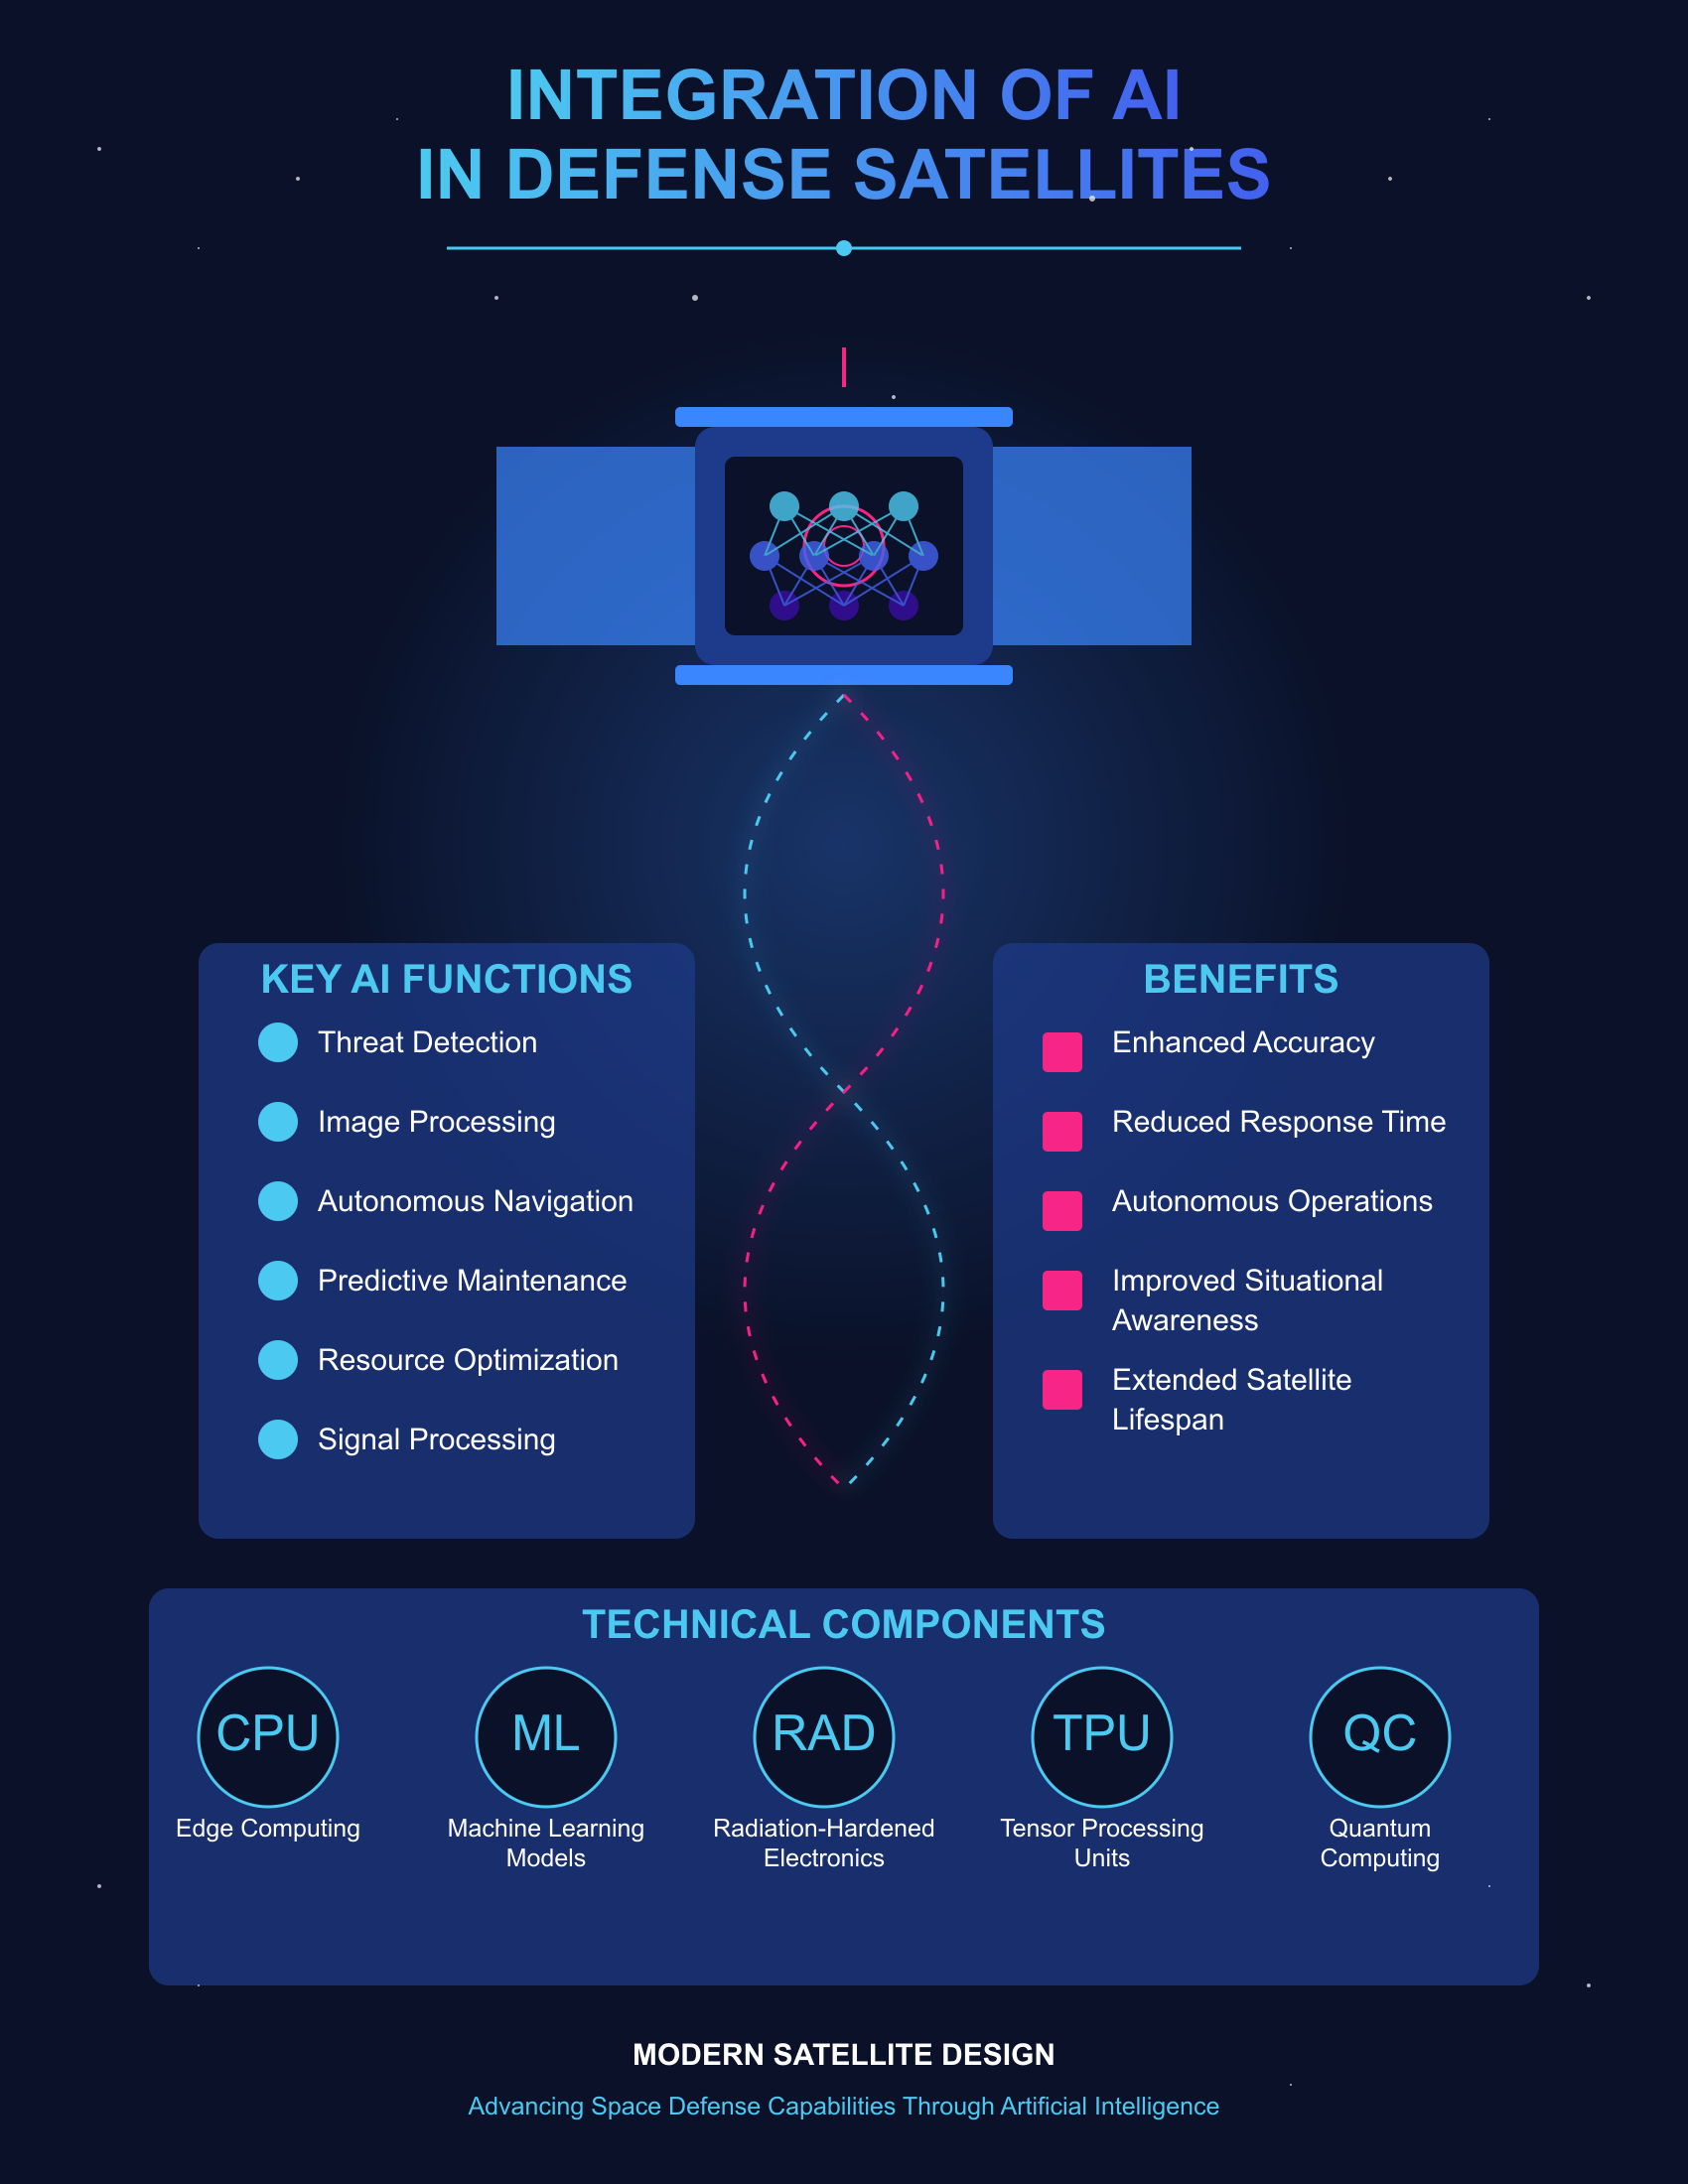 INTEGRATION OF AI
IN DEFENSE SATELLITES
KEY AI FUNCTIONS
Threat Detection
Image Processing
Autonomous Navigation
Predictive Maintenance
Resource Optimization
Signal Processing
BENEFITS
Enhanced Accuracy
Reduced Response Time
Autonomous Operations
Improved Situational
Awareness
Extended Satellite
Lifespan
TECHNICAL COMPONENTS
CPU
Edge Computing
ML
Machine Learning
Models
RAD
Radiation-Hardened
Electronics
TPU
Tensor Processing
Units
QC
Quantum
Computing
MODERN SATELLITE DESIGN
Advancing Space Defense Capabilities Through Artificial Intelligence